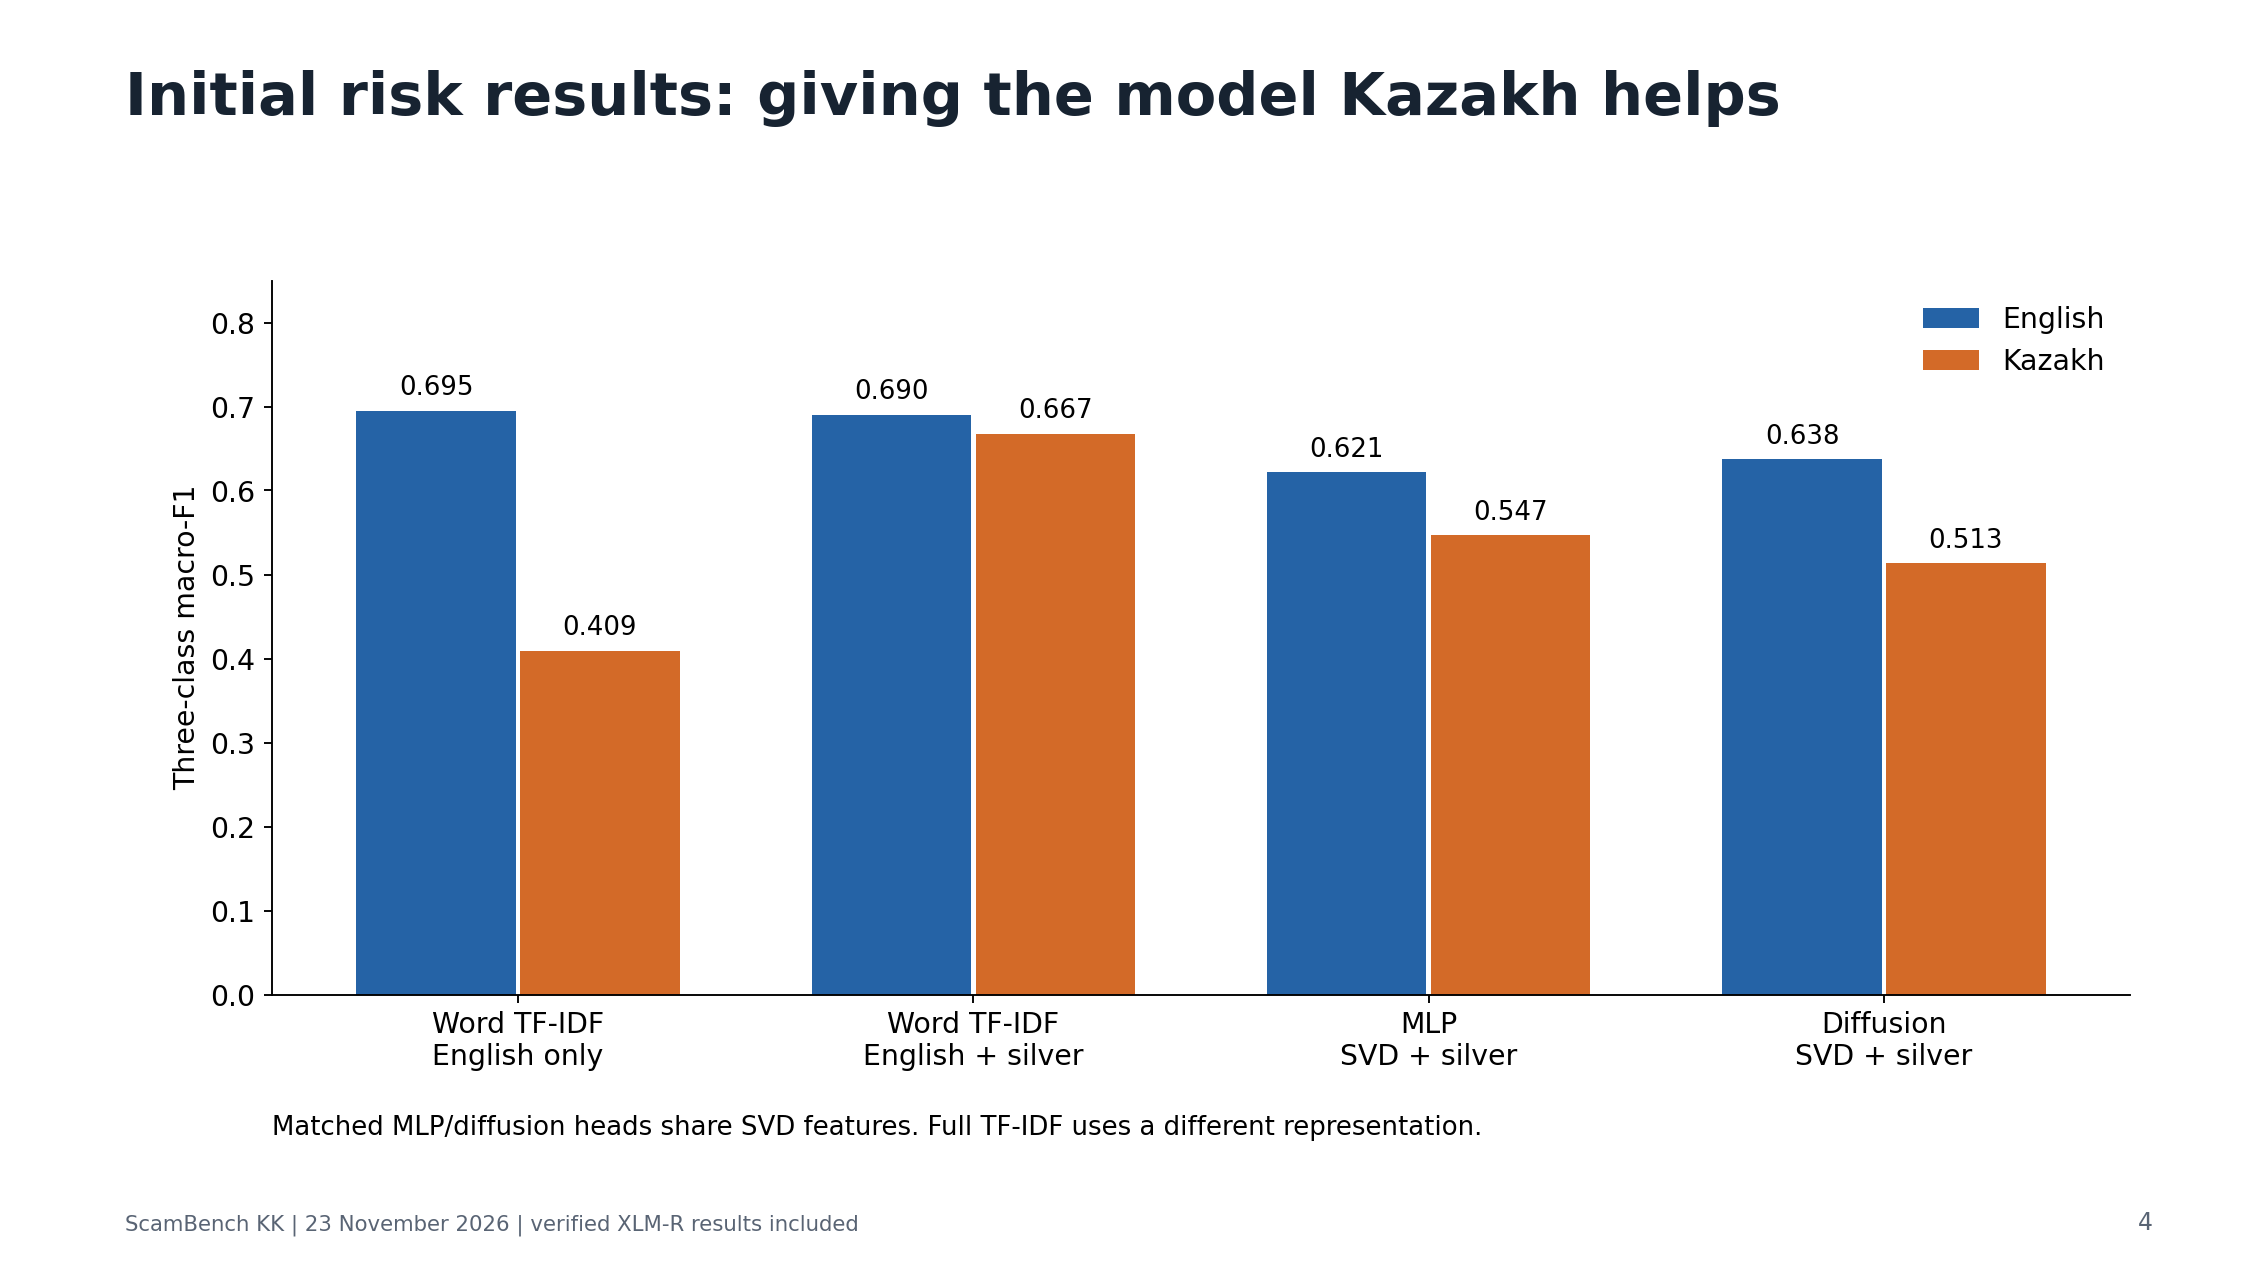 Initial risk results: giving the model Kazakh helps
English
Kazakh
Three-class macro-F1
0.8
0.7
0.6
0.5
0.4
0.3
0.2
0.1
0.0
0.695
0.409
0.690
0.667
0.621
0.547
0.638
0.513
Word TF-IDF
English only
Word TF-IDF
English + silver
MLP
SVD + silver
Diffusion
SVD + silver
Matched MLP/diffusion heads share SVD features. Full TF-IDF uses a different representation.
ScamBench KK | 23 November 2026 | verified XLM-R results included
4